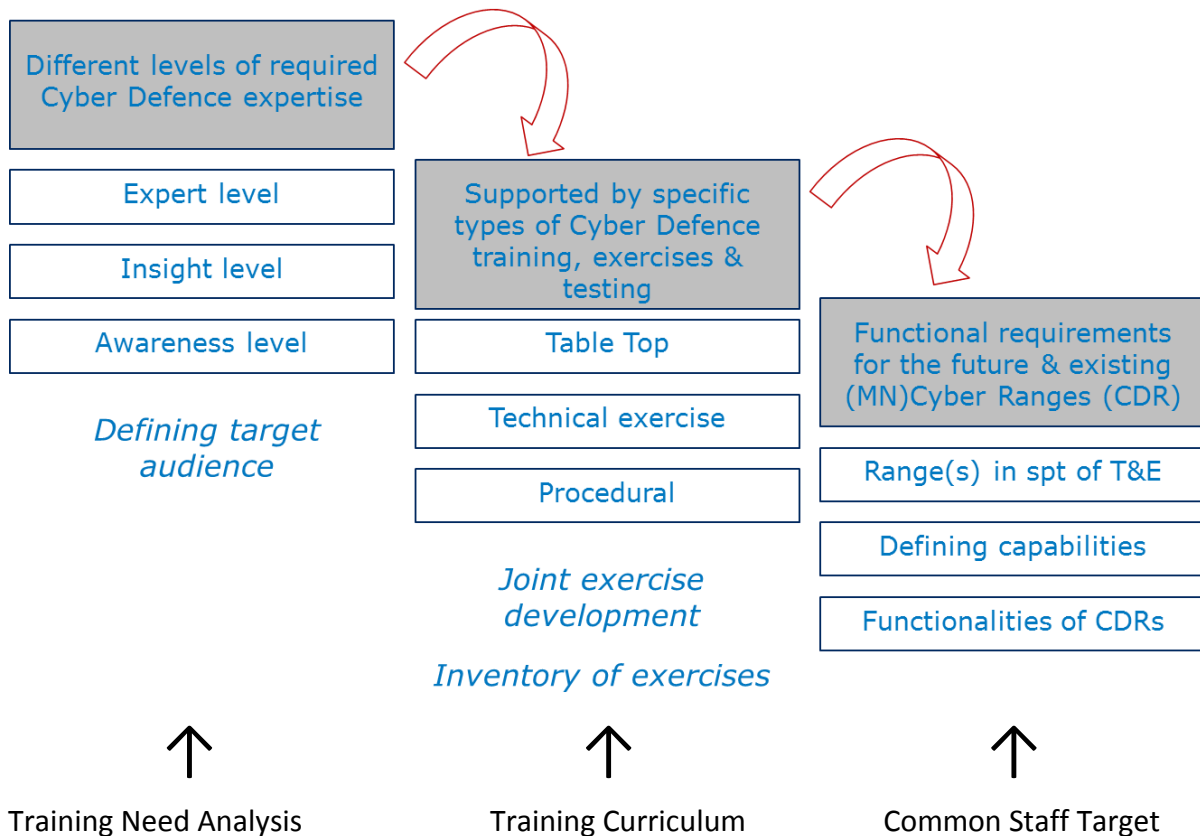 Different levels of required
Cyber Defence expertise
Expert level
Insight level
Awareness level
Defining target
audience
Supported by specific
types of Cyber Defence
training, exercises &
testing
Table Top
Technical exercise
Procedural
Joint exercise
development
Inventory of exercises
Functional requirements
for the future & existing
(MN)Cyber Ranges (CDR)
Range(s) in spt of T&E
Defining capabilities
Functionalities of CDRs
Training Need Analysis
Training Curriculum
Common Staff Target